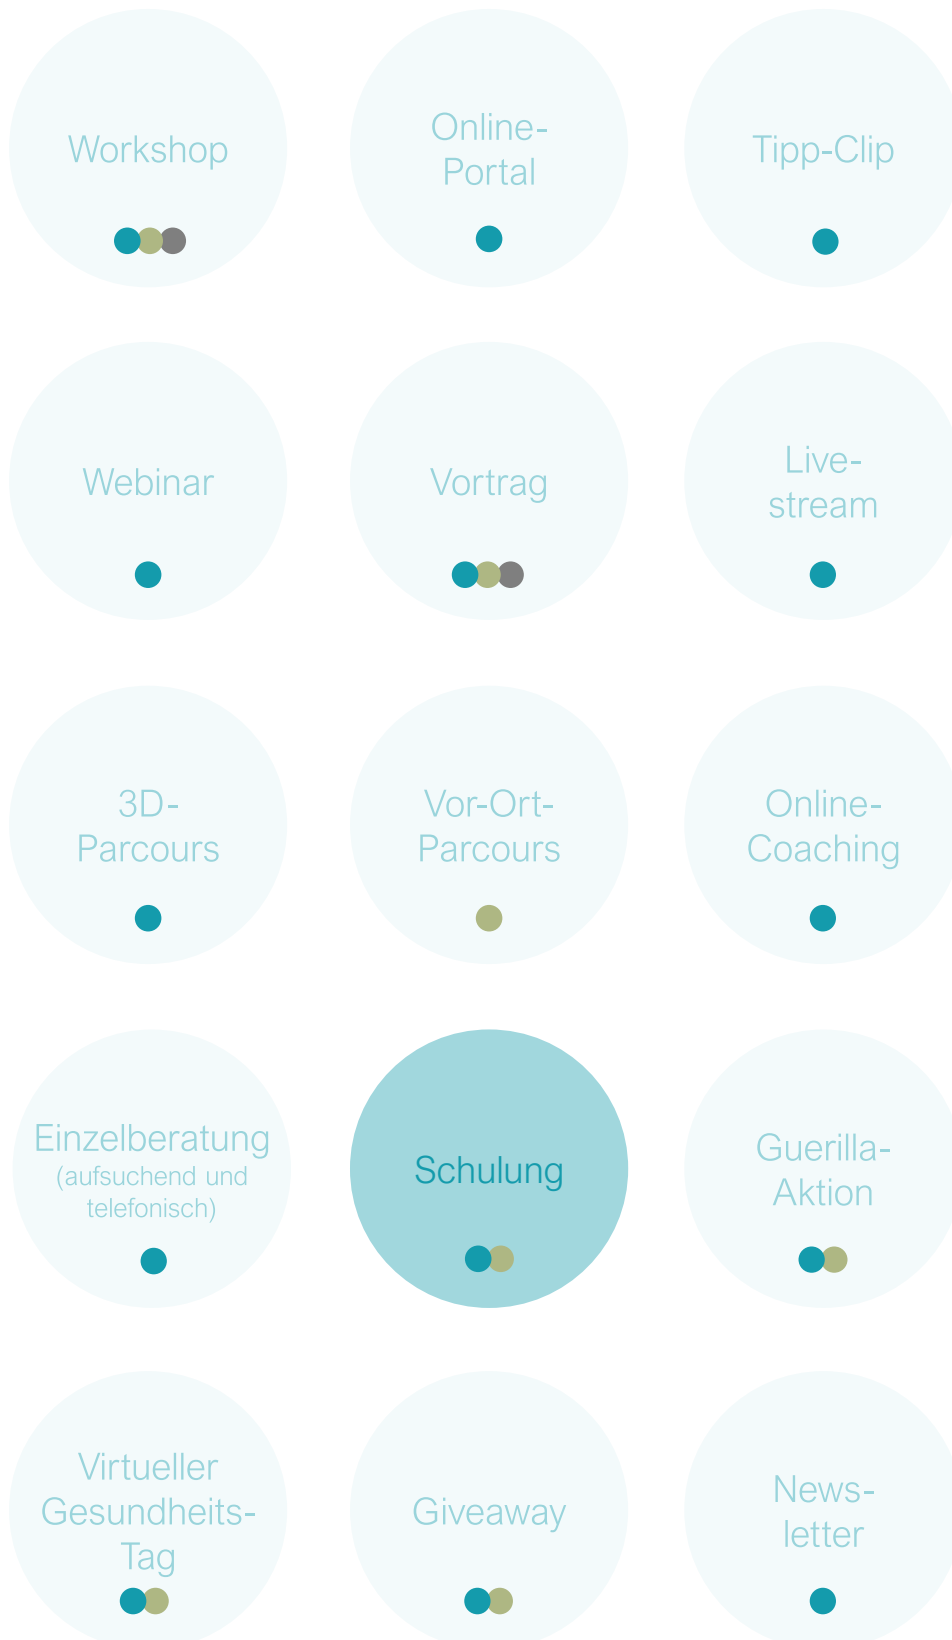 Workshop
Online-
Portal
Tipp-Clip
Webinar
Vortrag
Live-
stream
3D-
Parcours
Vor-Ort-
Parcours
Online-
Coaching
Einzelberatung
(aufsuchend und
telefonisch)
Schulung
Guerilla-
Aktion
Virtueller
Gesundheits-
Tag
Giveaway
News-
letter